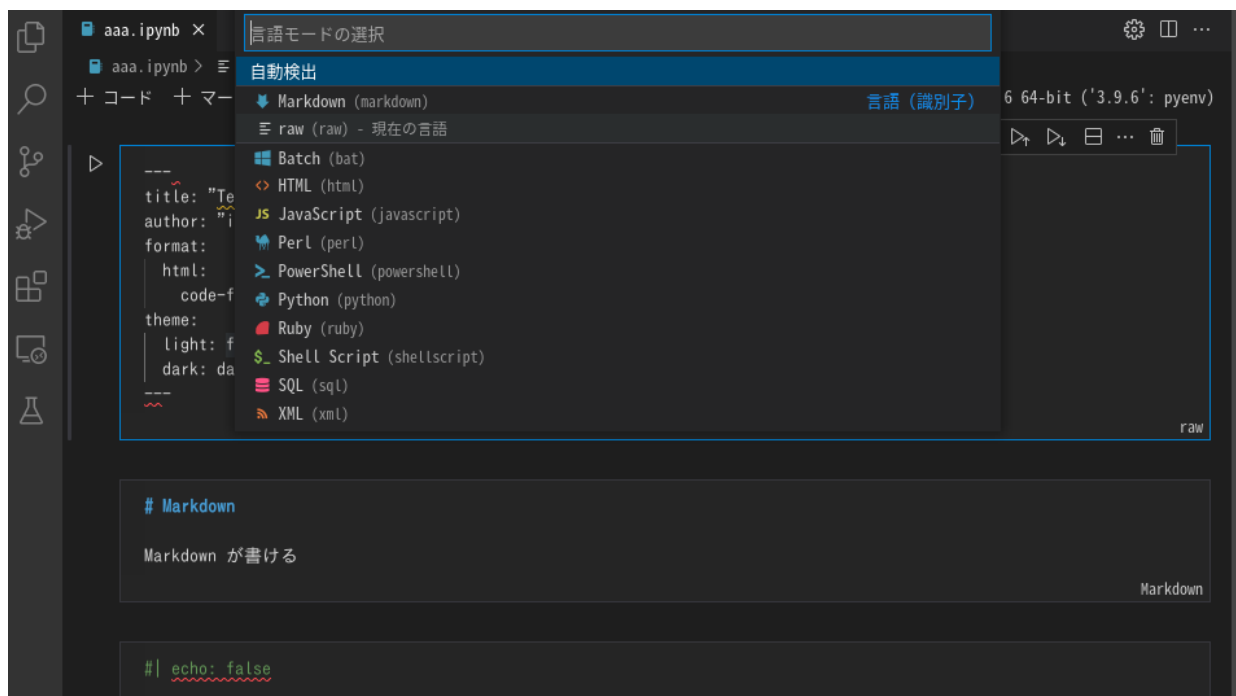 aaa.ipynb ×
言語モードの選択
aaa.ipynb >
自動検出
+ コード + マー
Markdown (markdown)
言語 (識別子)
6 64-bit ('3.9.6': pyenv)
raw (raw) - 現在の言語
Batch (bat)
HTML (html)
JS JavaScript (javascript)
Perl (perl)
PowerShell (powershell)
Python (python)
Ruby (ruby)
$_ Shell Script (shellscript)
SQL (sql)
XML (xml)
---
title: "Te
author: "i
format:
html:
code-f
theme:
light: f
dark: da
---
raw
# Markdown
Markdown が書ける
Markdown
#| echo: false